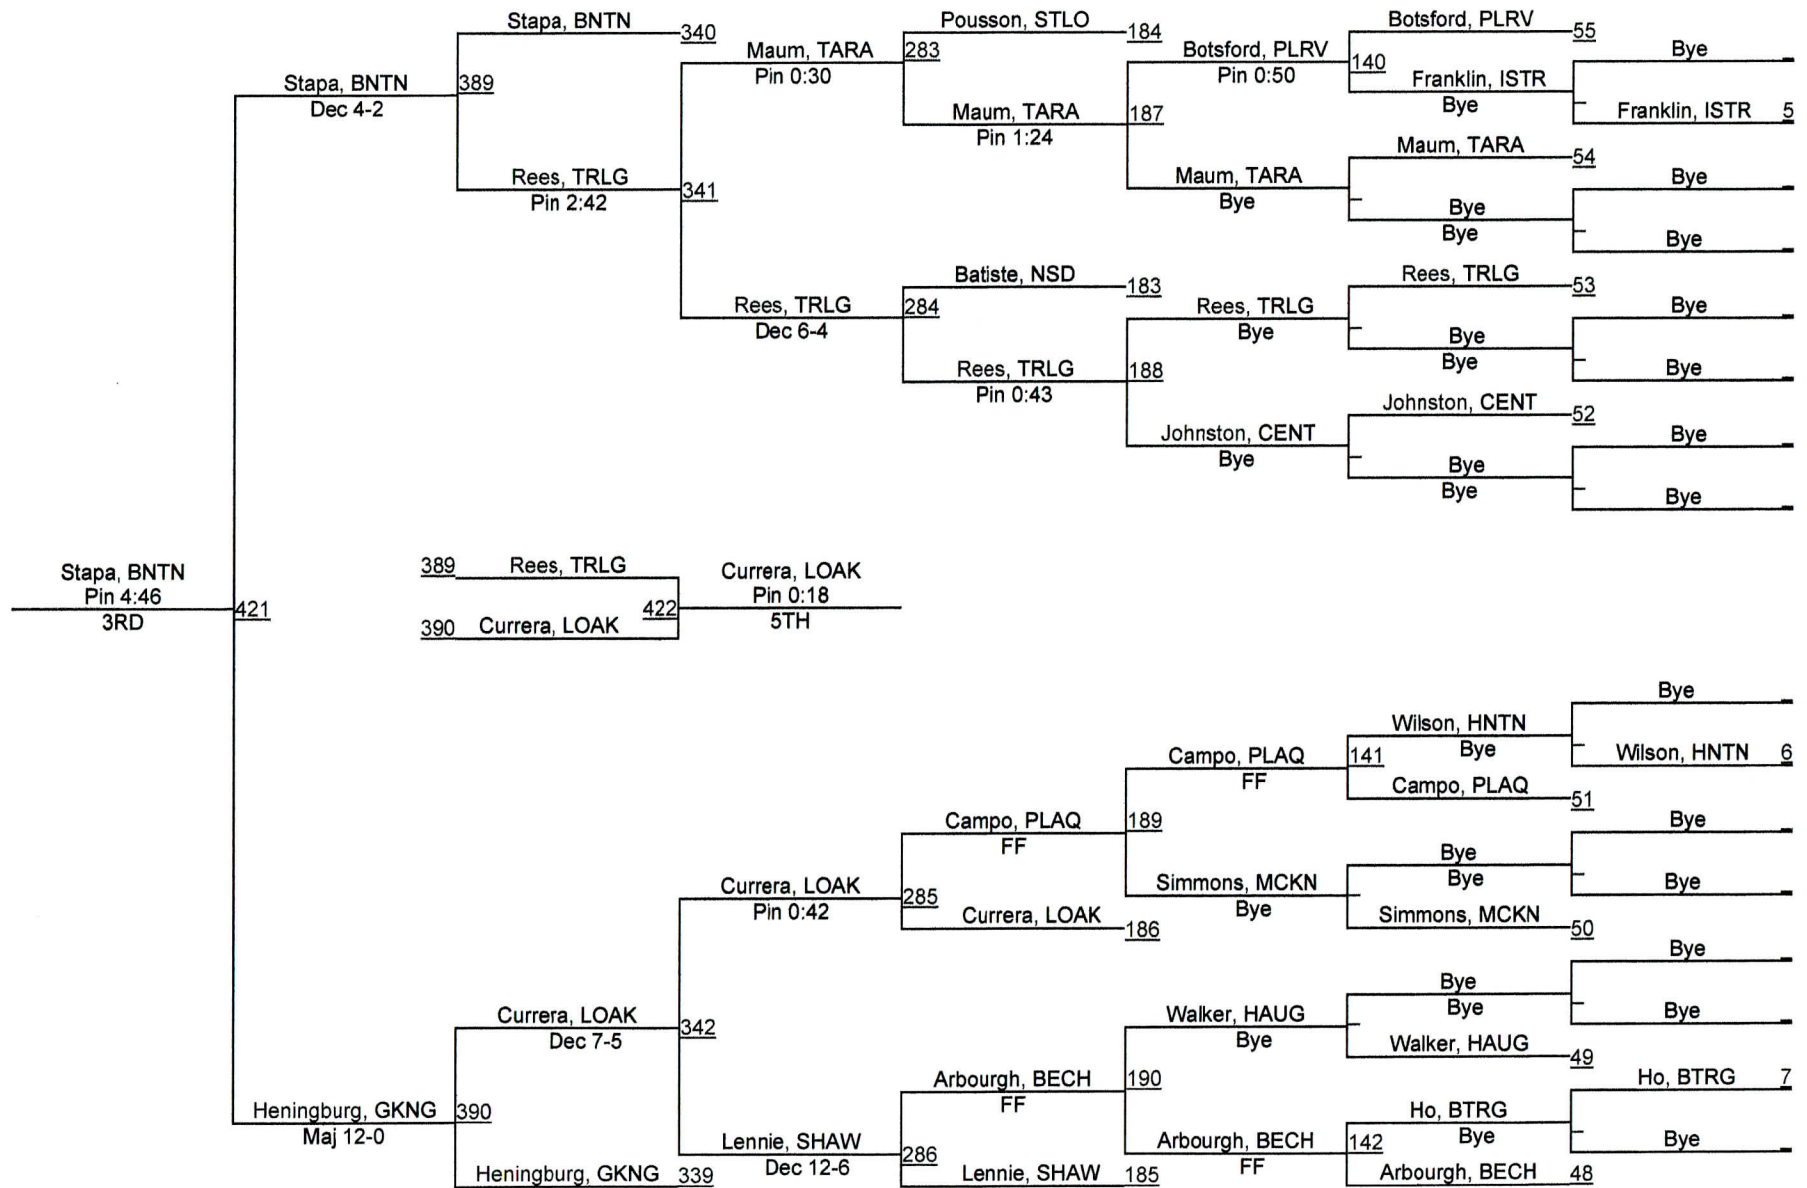 Stapa, BNTN
340
Pousson, STLO
184
Botsford, PLRV
55
Maum, TARA
283
Botsford, PLRV
Bye
Pin 0:30
Pin 0:50
140
Franklin, ISTR
Stapa, BNTN
389
Bye
Dec 4-2
Maum, TARA
187
Franklin, ISTR
5
Pin 1:24
Maum, TARA
54
Rees, TRLG
341
Maum, TARA
Bye
Pin 2:42
Bye
Bye
Bye
Bye
Batiste, NSD
183
Rees, TRLG
53
Rees, TRLG
284
Rees, TRLG
Bye
Dec 6-4
Bye
Bye
Rees, TRLG
188
Bye
Bye
Pin 0:43
Johnston, CENT
52
Johnston, CENT
Bye
Bye
Bye
Bye
Bye
Stapa, BNTN
389
Rees, TRLG
Currera, LOAK
Pin 4:46
421
422
Pin 0:18
3RD
390
Currera, LOAK
5TH
Bye
Wilson, HNTN
Campo, PLAQ
141
Bye
Wilson, HNTN
6
FF
Campo, PLAQ
51
Campo, PLAQ
189
Bye
FF
Bye
Currera, LOAK
285
Simmons, MCKN
Bye
Bye
Pin 0:42
Currera, LOAK
186
Bye
Simmons, MCKN
50
Bye
Bye
Currera, LOAK
342
Walker, HAUG
Bye
Bye
Dec 7-5
Bye
Walker, HAUG
49
Arbourgh, BECH
190
Ho, BTRG
7
Heningburg, GKNG
390
FF
Ho, BTRG
Maj 12-0
Lennie, SHAW
286
Arbourgh, BECH
142
Bye
Bye
Dec 12-6
FF
Heningburg, GKNG
339
Lennie, SHAW
185
Arbourgh, BECH
48